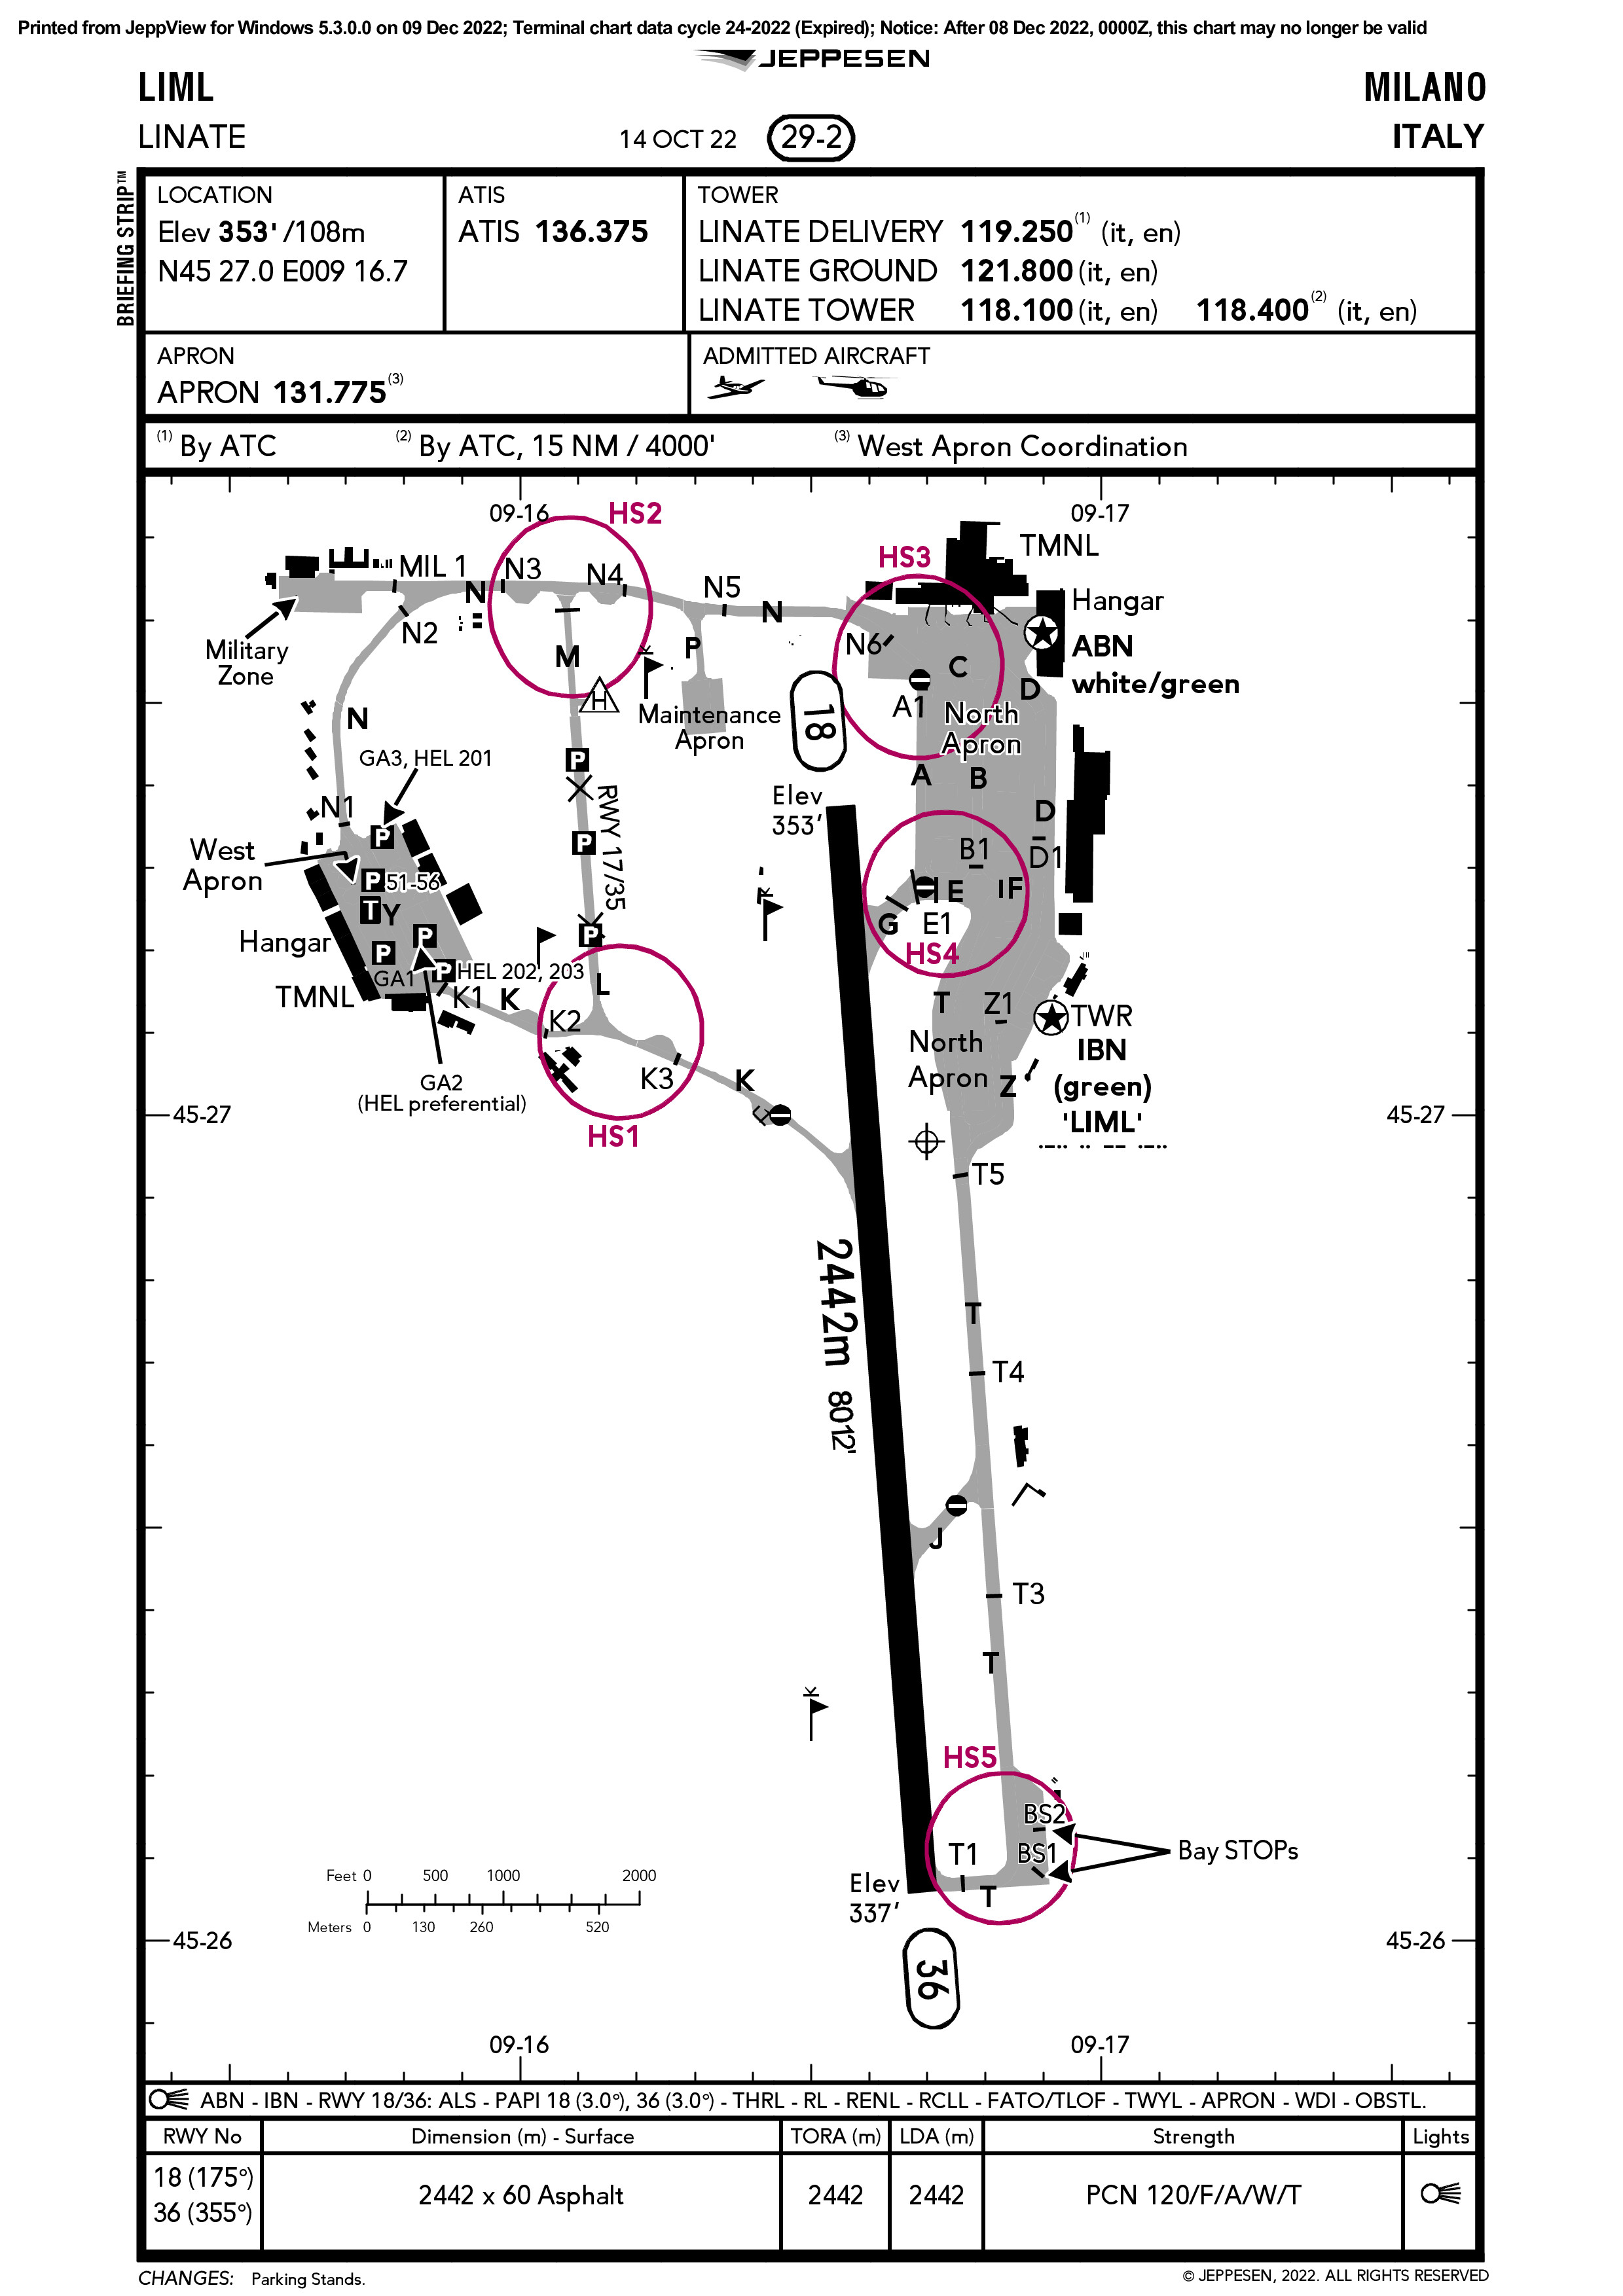 Printed from JeppView for Windows 5.3.0.0 on 09 Dec 2022; Terminal chart data cycle 24-2022 (Expired); Notice: After 08 Dec 2022, 0000Z, this chart may no longer be valid
JEPPESEN
LIML
MILANO
LINATE
14 OCT 22
29-2
ITALY
BRIEFING STRIP™
LOCATION
Elev 353' /108m
N45 27.0 E009 16.7
ATIS
ATIS 136.375
TOWER
LINATE DELIVERY 119.250(1) (it, en)
LINATE GROUND 121.800 (it, en)
LINATE TOWER 118.100 (it, en) 118.400(2) (it, en)
APRON
APRON 131.775(3)
ADMITTED AIRCRAFT
(1) By ATC
(2) By ATC, 15 NM / 4000'
(3) West Apron Coordination
09-16
HS2
09-17
HS3
TMNL
MIL 1
N3
N4
N5
N
N
Hangar
N2
Military
Zone
N6
ABN
white/green
M
P
C
D
H
A1
18
Maintenance
Apron
North
Apron
N
GA3, HEL 201
P
A
B
RWY 17/35
Elev
353'
N1
P
P
D
West
Apron
B1
D1
P
51-56
T
Y
E
F
G
E1
HS4
P
P
P
Hangar
GA1
P
HEL 202, 203
TMNL
K1
K
L
K2
T
Z1
TWR
IBN
(green)
'LIML'
North
Apron
Z
K3
K
GA2
(HEL preferential)
HS1
45-27
45-27
T5
2442m 8012'
T
T4
J
T3
T
HS5
BS2
BS1
Bay STOPs
T1
T
Elev
337'
Feet 0 500 1000 2000
Meters 0 130 260 520
45-26
45-26
36
09-16
09-17
ABN - IBN - RWY 18/36: ALS - PAPI 18 (3.0°), 36 (3.0°) - THRL - RL - RENL - RCLL - FATO/TLOF - TWYL - APRON - WDI - OBSTL.
RWY No
Dimension (m) - Surface
TORA (m)
LDA (m)
Strength
Lights
18 (175°)
36 (355°)
2442 x 60 Asphalt
2442
2442
PCN 120/F/A/W/T
CHANGES: Parking Stands.
© JEPPESEN, 2022. ALL RIGHTS RESERVED